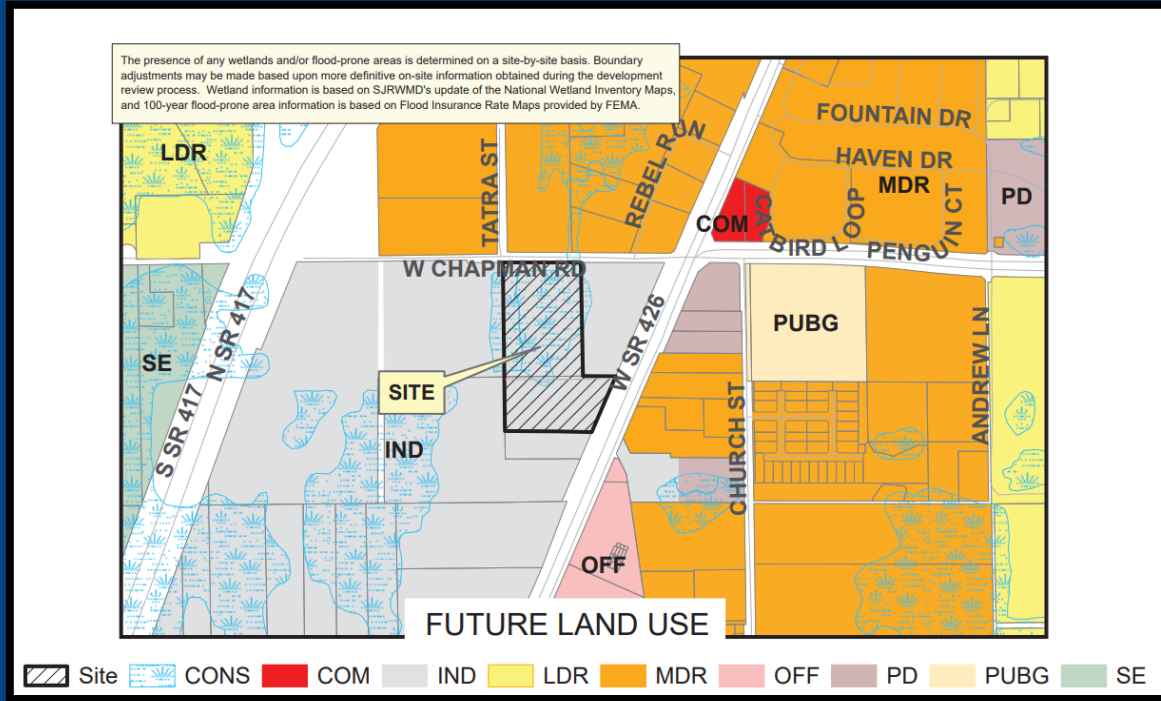 The presence of any wetlands and/or flood-prone areas is determined on a site-by-site basis. Boundary
adjustments may be made based upon more definitive on-site information obtained during the development
review process. Wetland information is based on SJRWMD's update of the National Wetland Inventory Maps,
and 100-year flood-prone area information is based on Flood Insurance Rate Maps provided by FEMA.
FOUNTAIN DR
LDR
TATRA ST
REBEL RUN
HAVEN DR
MDR
PD
COM
CATBIRD LOOP
PENGUIN CT
W CHAPMAN RD
SE
N SR 417
S SR 417
SITE
W SR 426
PUBG
ANDREW LN
IND
CHURCH ST
OFF
FUTURE LAND USE
Site CONS COM IND LDR MDR OFF PD PUBG SE